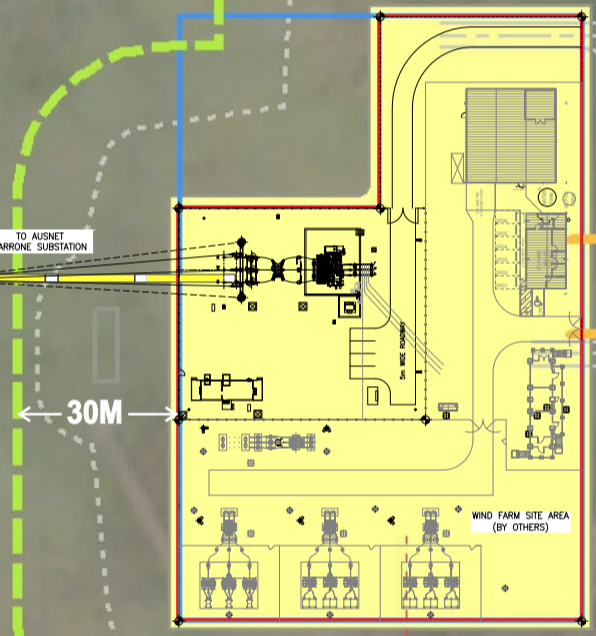 TO AUSNET
ARRONE SUBSTATION
5m WIDE ROADWAY
30M
WIND FARM SITE AREA
(BY OTHERS)